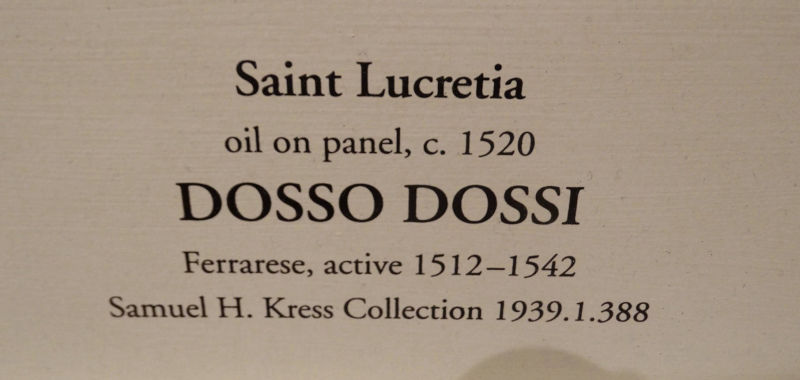 Saint Lucretia
oil on panel, c. 1520
DOSSO DOSSI
Ferrarese, active 1512–1542
Samuel H. Kress Collection 1939.1.388